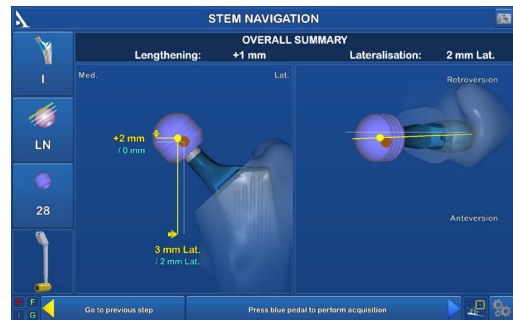 STEM NAVIGATION
OVERALL SUMMARY
Lengthening: +1 mm Lateralisation: 2 mm Lat.
I
LN
28
Med. Lat.
+2 mm
/ 0 mm
3 mm Lat.
/ 2 mm Lat.
Retroversion
Anteversion
F
I G
Go to previous step
Press blue pedal to perform acquisition